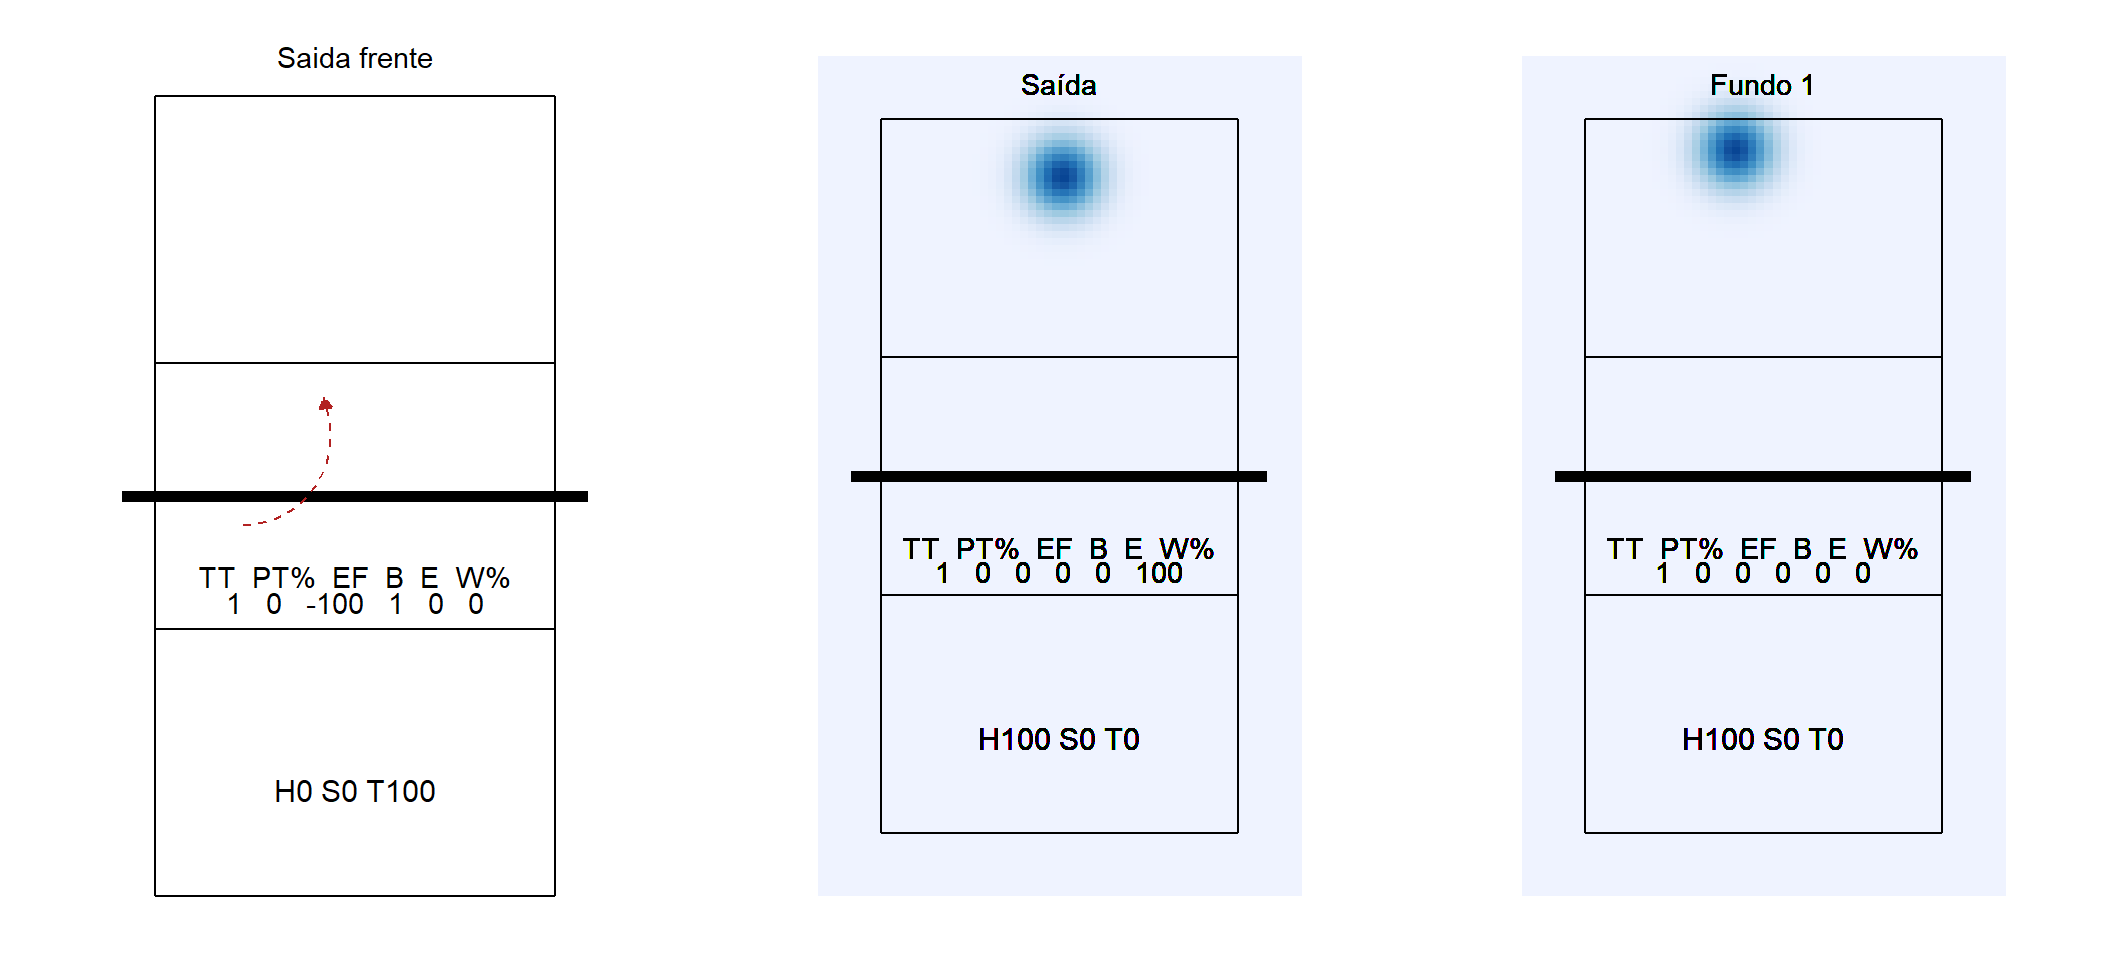 Saida frente
TT PT% EF B E W%
1 0 -100 1 0 0
H0 S0 T100
Saída
TT PT% EF B E W%
1 0 0 0 0 100
H100 S0 T0
Fundo 1
TT PT% EF B E W%
1 0 0 0 0 0
H100 S0 T0